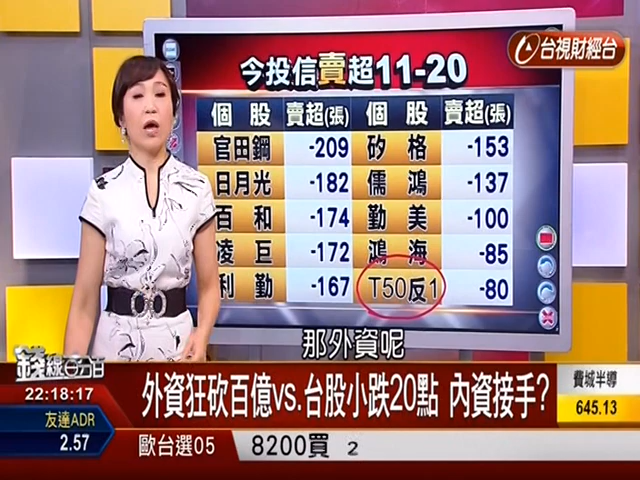 台視財經台
今投信賣超11-20
個股 賣超(張) 個股 賣超(張)
官田鋼 -209 矽格 -153
日月光 -182 儒鴻 -137
百和 -174 勤美 -100
凌巨 -172 鴻海 -85
利勤 -167 T50反1 -80
那外資呢
錢線百分百
22:18:17
外資狂砍百億vs.台股小跌20點 內資接手?
費城半導
645.13
友達ADR
2.57
歐台選05 8200買 2